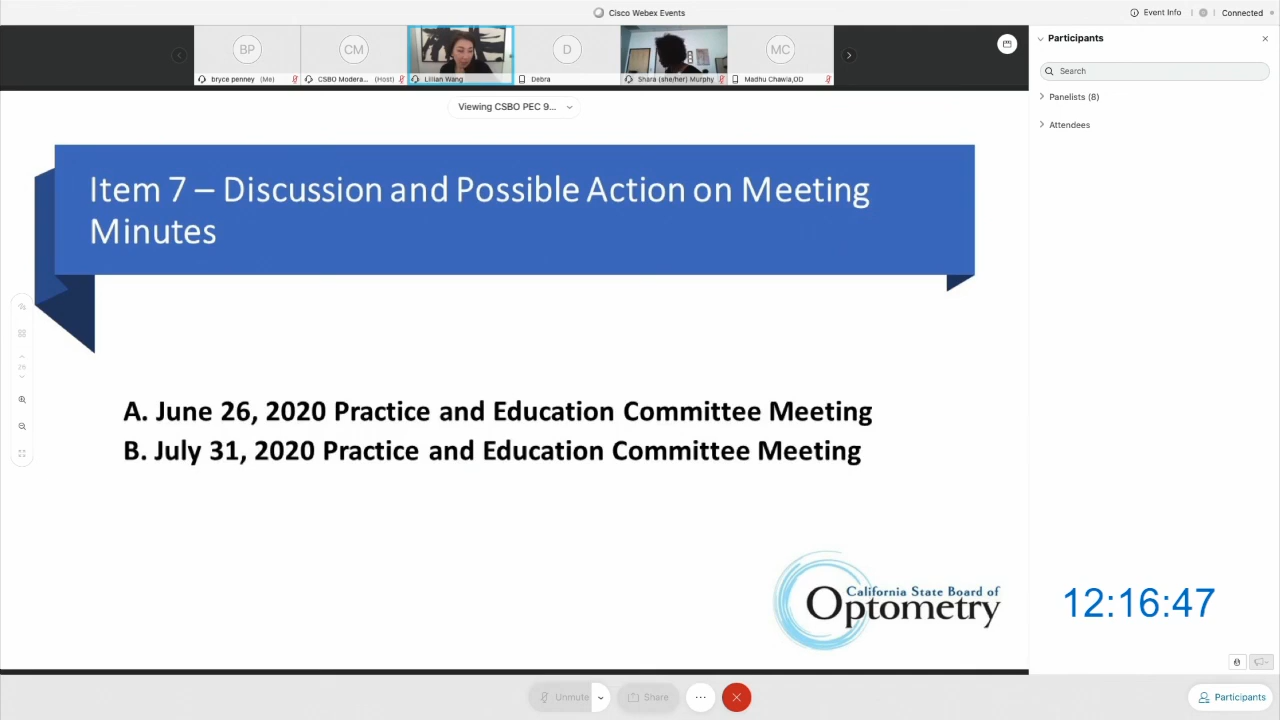 Cisco Webex Events
Event Info
Connected
BP
CM
D
MC
bryce penney (Me)
CSBO Modera... (Host)
Lillian Wang
Debra
Shara (she/her) Murphy
Madhu Chawla,OD
Participants
Search
Panelists (8)
Attendees
Viewing CSBO PEC 9...
Item 7 – Discussion and Possible Action on Meeting
Minutes
A. June 26, 2020 Practice and Education Committee Meeting
B. July 31, 2020 Practice and Education Committee Meeting
California State Board of
Optometry
12:16:47
Unmute
Share
Participants